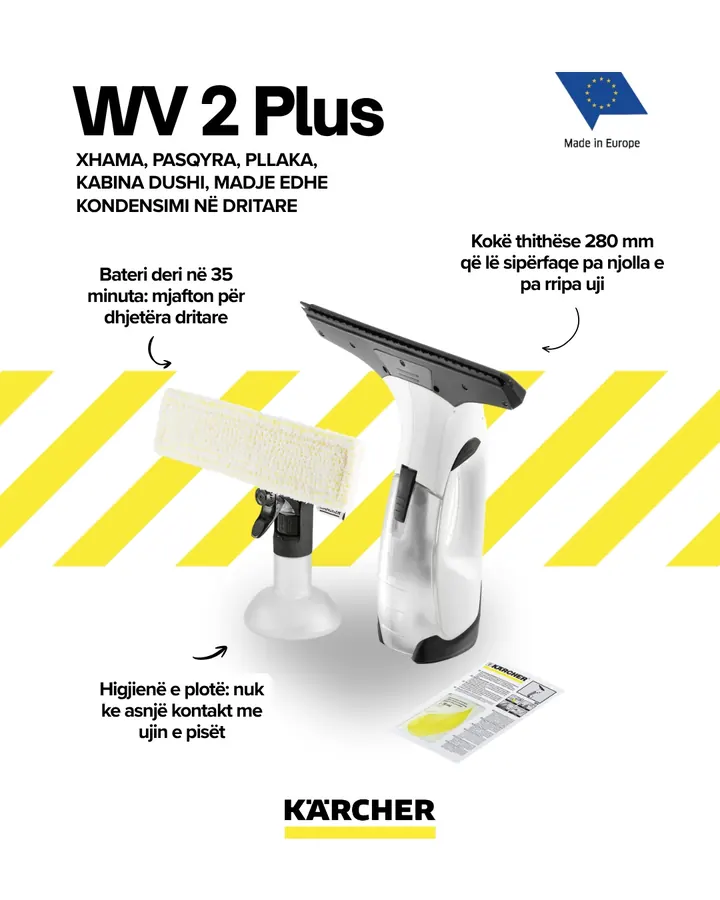 WV 2 Plus
XHAMA, PASQYRA, PLLAKA,
KABINA DUSHI, MADJE EDHE
KONDENSIMI NË DRITARE
Made in Europe
Kokë thithëse 280 mm
që lë sipërfaqe pa njolla e
pa rripa uji
Bateri deri në 35
minuta: mjafton për
dhjetëra dritare
Higjienë e plotë: nuk
ke asnjë kontakt me
ujin e pisët
KÄRCHER
KÄRCHER